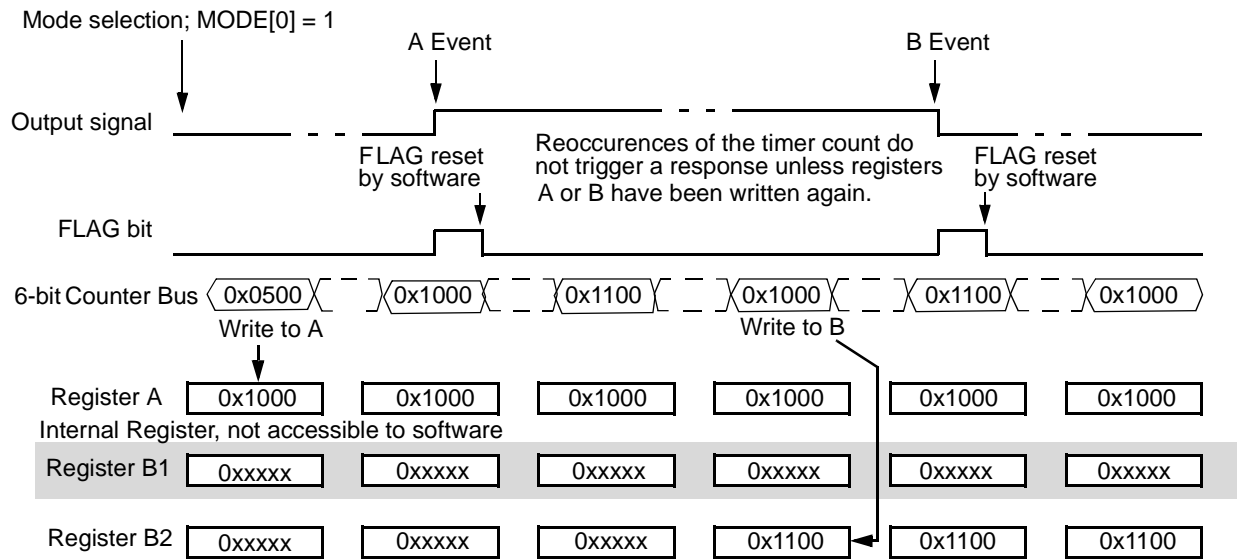 Mode selection; MODE[0] = 1
A Event
B Event
Output signal
Reoccurences of the timer count do
not trigger a response unless registers
A or B have been written again.
FLAG reset
by software
FLAG reset
by software
FLAG bit
6-bit Counter Bus 0x0500 0x1000 0x1100 0x1000 0x1100 0x1000
Write to A
Write to B
Register A 0x1000 0x1000 0x1000 0x1000 0x1000 0x1000
Internal Register, not accessible to software
Register B1 0xxxxx 0xxxxx 0xxxxx 0xxxxx 0xxxxx 0xxxxx
Register B2 0xxxxx 0xxxxx 0xxxxx 0x1100 0x1100 0x1100